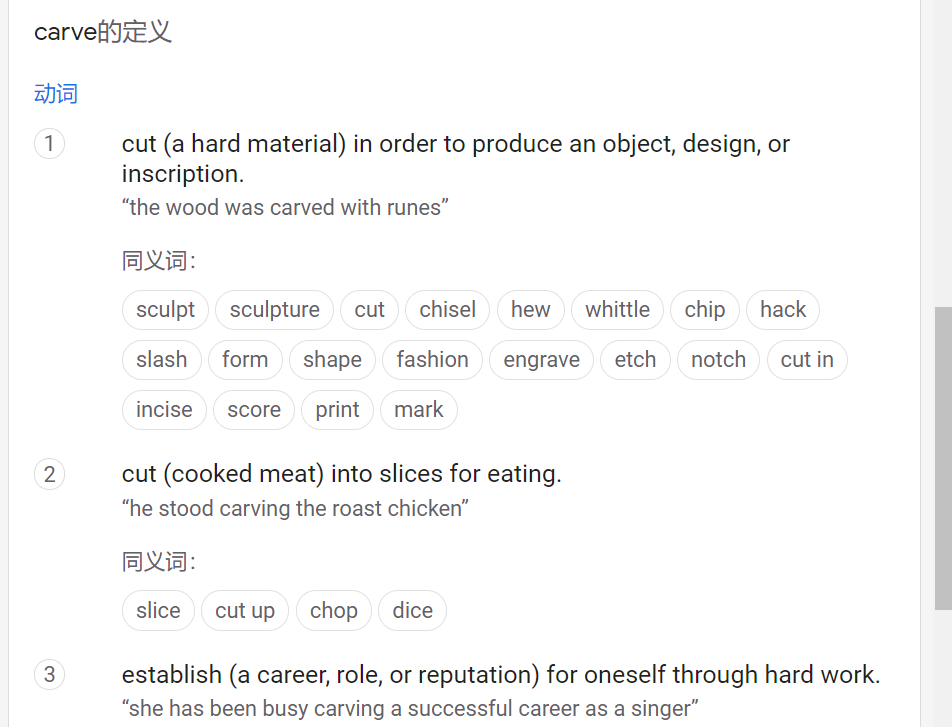 carve的定义
动词
1 cut (a hard material) in order to produce an object, design, or
inscription.
“the wood was carved with runes”
同义词：
sculpt sculpture cut chisel hew whittle chip hack
slash form shape fashion engrave etch notch cut in
incise score print mark
2 cut (cooked meat) into slices for eating.
“he stood carving the roast chicken”
同义词：
slice cut up chop dice
3 establish (a career, role, or reputation) for oneself through hard work.
“she has been busy carving a successful career as a singer”